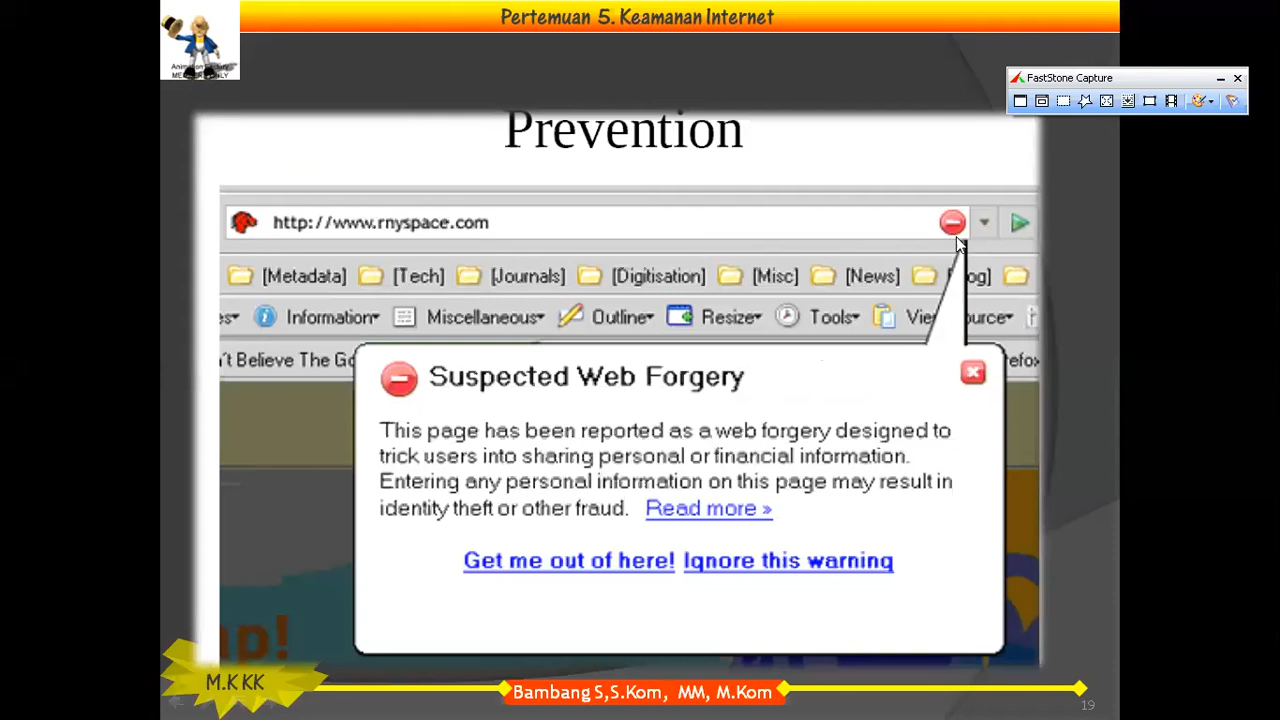 Pertemuan 5. Keamanan Internet
FastStone Capture
Prevention
http://www.rnyspace.com
[Metadata] [Tech] [Journals] [Digitisation] [Misc] [News]
Information Miscellaneous Outline Resize Tools
't Believe The
Suspected Web Forgery
This page has been reported as a web forgery designed to
trick users into sharing personal or financial information.
Entering any personal information on this page may result in
identity theft or other fraud. Read more »
Get me out of here! Ignore this warning
M.K KK
Bambang S,S.Kom, MM, M.Kom
19